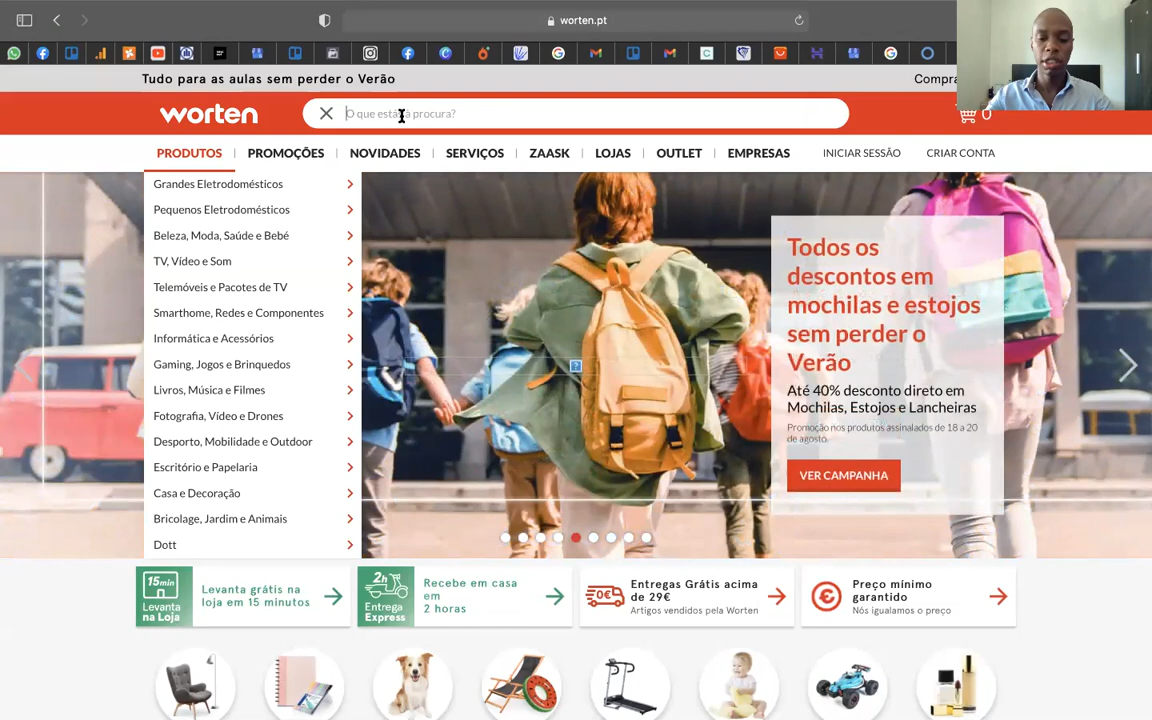 worten.pt
Tudo para as aulas sem perder o Verão
Compra
worten
O que está à procura?
0
PRODUTOS
PROMOÇÕES
NOVIDADES
SERVIÇOS
ZAASK
LOJAS
OUTLET
EMPRESAS
INICIAR SESSÃO
CRIAR CONTA
Grandes Eletrodomésticos
Pequenos Eletrodomésticos
Beleza, Moda, Saúde e Bebé
TV, Vídeo e Som
Telemóveis e Pacotes de TV
Smarthome, Redes e Componentes
Informática e Acessórios
Gaming, Jogos e Brinquedos
Livros, Música e Filmes
Fotografia, Vídeo e Drones
Desporto, Mobilidade e Outdoor
Escritório e Papelaria
Casa e Decoração
Bricolage, Jardim e Animais
Dott
Todos os
descontos em
mochilas e estojos
sem perder o
Verão
Até 40% desconto direto em
Mochilas, Estojos e Lancheiras
Promoção nos produtos assinalados de 18 a 20
de agosto.
VER CAMPANHA
15min
Levanta
na Loja
Levanta grátis na
loja em 15 minutos
2h
Entrega
Express
Recebe em casa
em
2 horas
0€
Entregas Grátis acima
de 29€
Artigos vendidos pela Worten
€
Preço mínimo
garantido
Nós igualamos o preço